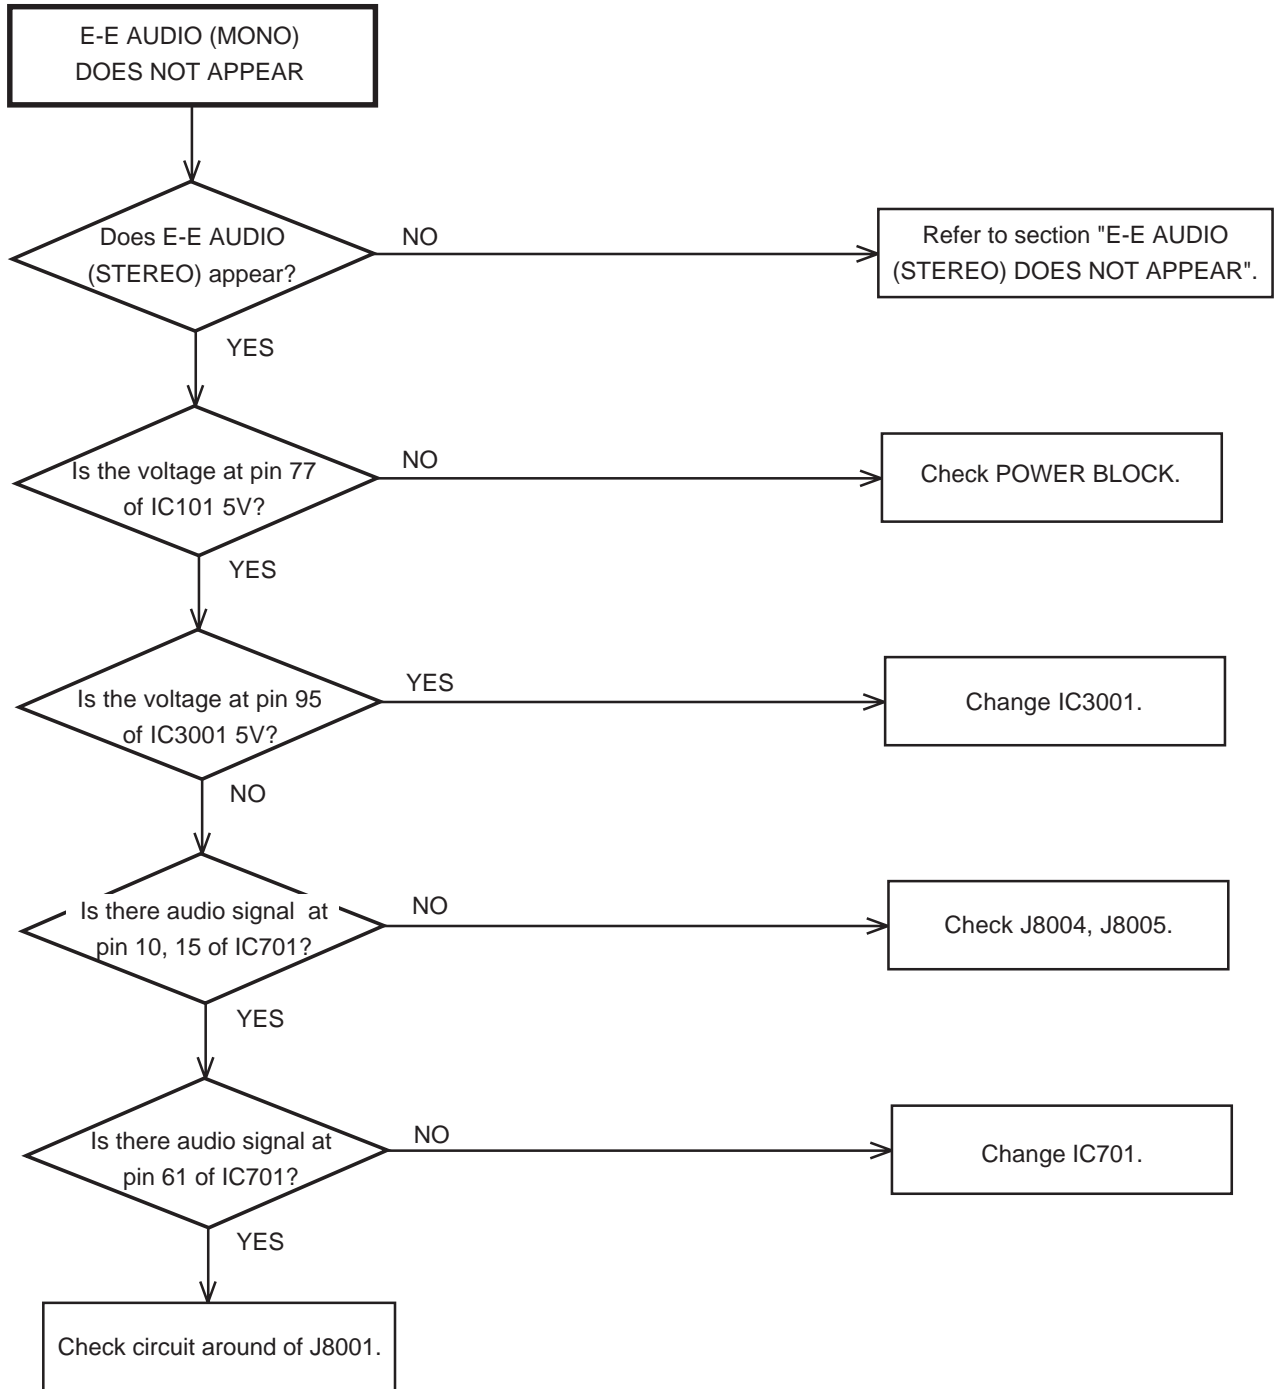 E-E AUDIO (MONO)
DOES NOT APPEAR
Does E-E AUDIO
(STEREO) appear?
NO
Refer to section "E-E AUDIO
(STEREO) DOES NOT APPEAR".
YES
Is the voltage at pin 77
of IC101 5V?
NO
Check POWER BLOCK.
YES
Is the voltage at pin 95
of IC3001 5V?
YES
Change IC3001.
NO
Is there audio signal  at
pin 10, 15 of IC701?
NO
Check J8004, J8005.
YES
Is there audio signal at
pin 61 of IC701?
NO
Change IC701.
YES
Check circuit around of J8001.